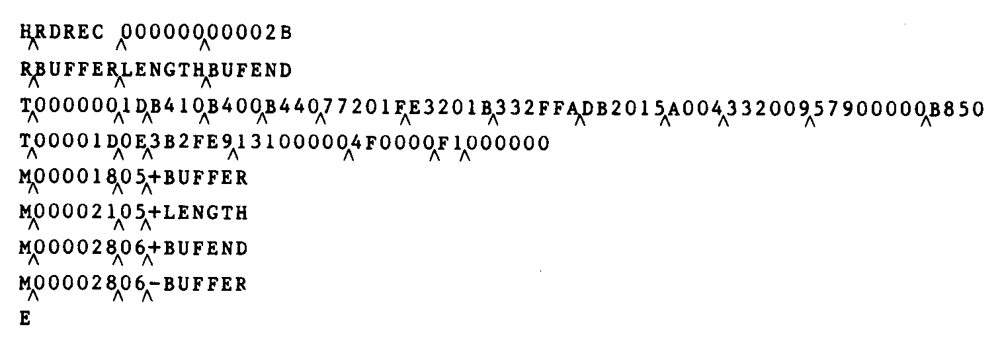 H^RDREC ^000000^00002B
R^BUFFER^LENGTH^BUFEND
T^000000^1D^B410^B400^B440^77201F^E3201B^332FFA^DB2015^A004^332009^57900000^B850
T^00001D^0E^3B2FE9^13100000^4F0000^F1^000000
M^000018^05^+BUFFER
M^000021^05^+LENGTH
M^000028^06^+BUFEND
M^000028^06^-BUFFER
E